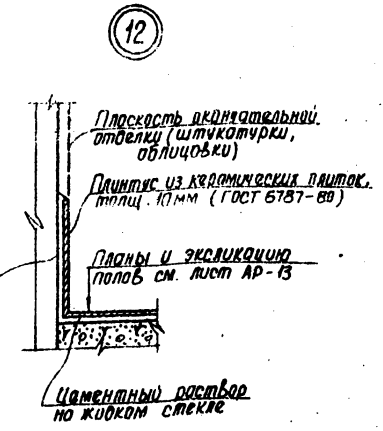 12
Плоскость окончательной
отделки (штукатурки,
облицовки)
Плинтус из керамических плиток,
толщ. 10мм (ГОСТ 6787-80)
Планы и экспликацию
полов см. лист АР-13
Цементный раствор
на жидком стекле